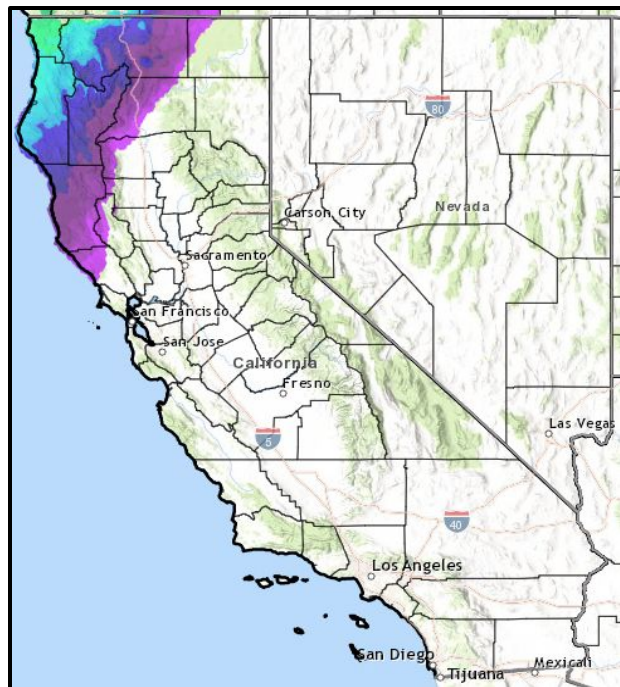 80
Carson City
Nevada
Sacramento
San Francisco
San Jose
California
Fresno
5
Las Vegas
40
Los Angeles
San Diego
Tijuana
Mexicali